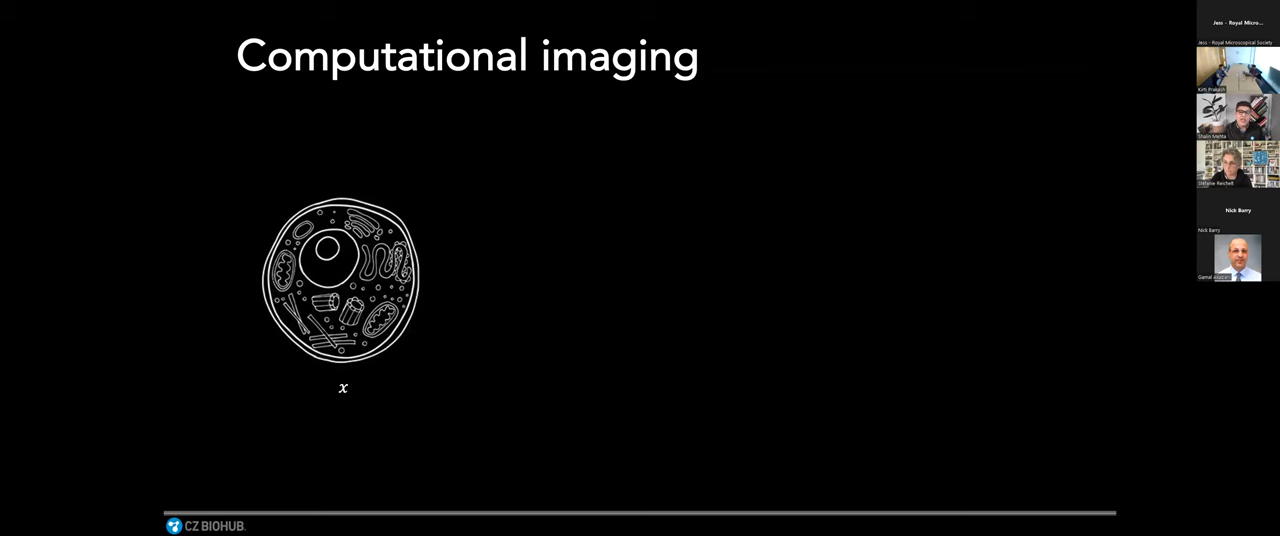 Computational imaging
x
CZ BIOHUB.
Jess - Royal Micro...
Jess - Royal Microscopical Society
Kirti Prakash
Shalin Mehta
Stefanie Reichelt
Nick Barry
Nick Barry
Gamal